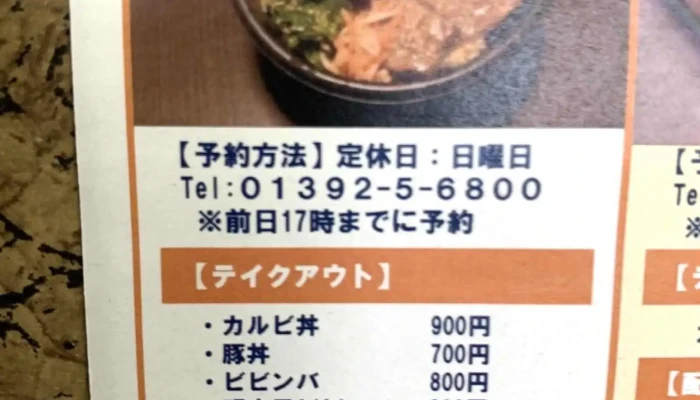 【予約方法】定休日：日曜日
Tel:01392-5-6800
※前日17時までに予約
【テイクアウト】
・カルビ丼 900円
・豚丼 700円
・ビビンバ 800円